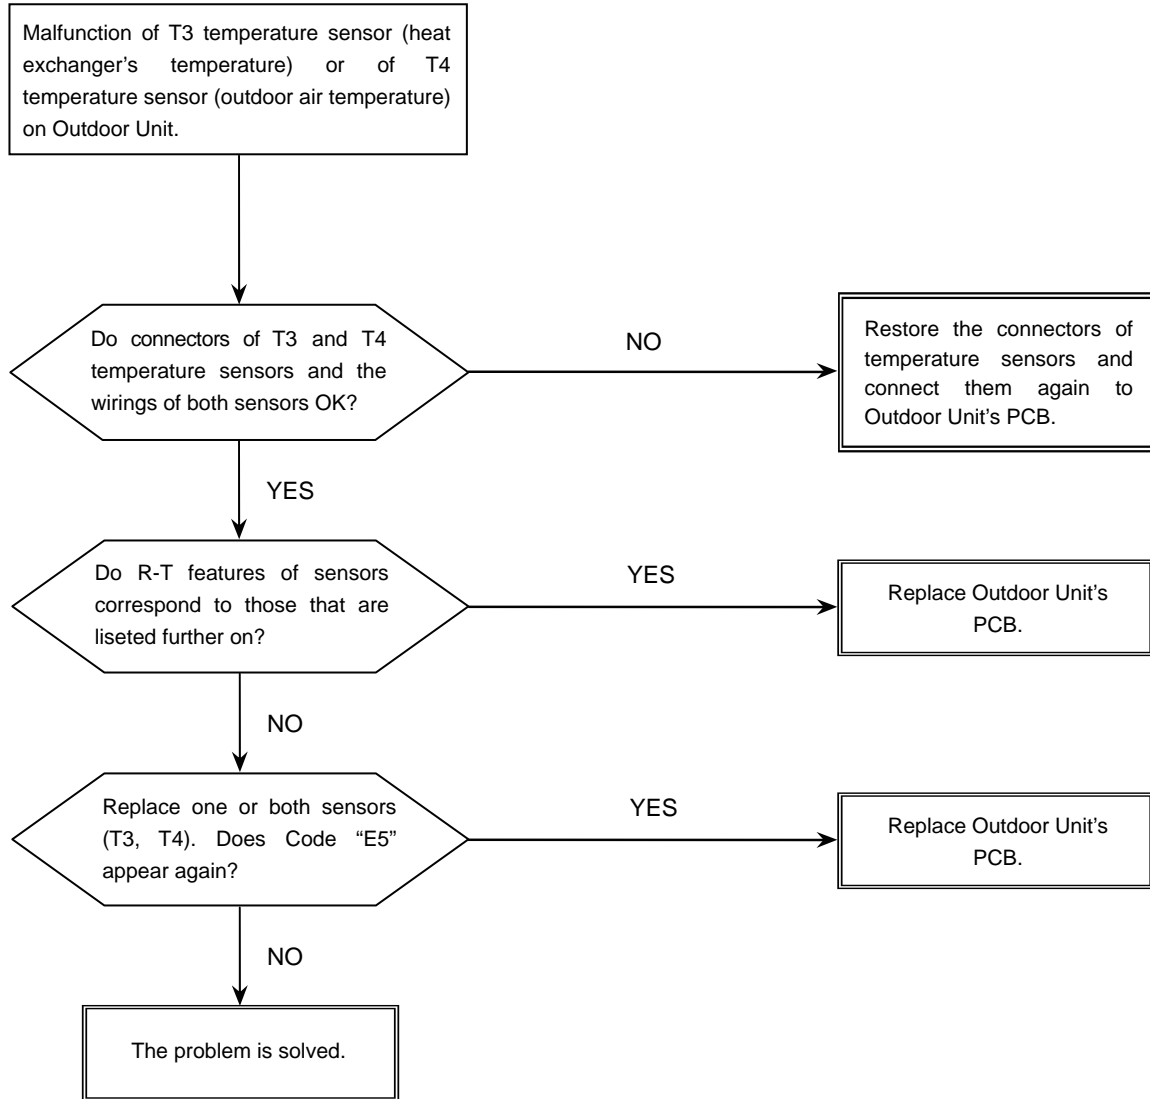 Malfunction of T3 temperature sensor (heat
exchanger's temperature) or of T4
temperature sensor (outdoor air temperature)
on Outdoor Unit.
Do connectors of T3 and T4
temperature sensors and the
wirings of both sensors OK?
NO
Restore the connectors of
temperature sensors and
connect them again to
Outdoor Unit's PCB.
YES
Do R-T features of sensors
correspond to those that are
liseted further on?
YES
Replace Outdoor Unit's
PCB.
NO
Replace one or both sensors
(T3, T4). Does Code “E5”
appear again?
YES
Replace Outdoor Unit's
PCB.
NO
The problem is solved.